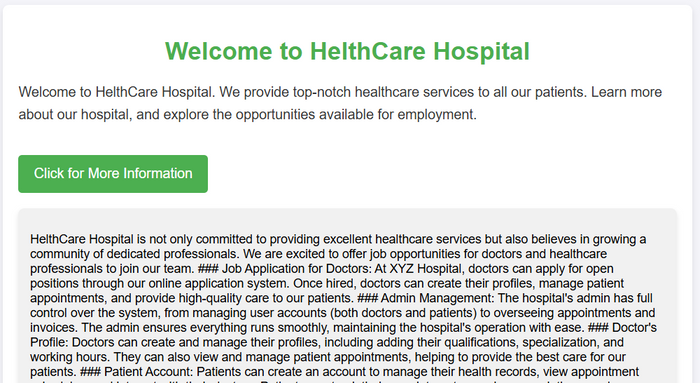 Welcome to HelthCare Hospital
Welcome to HelthCare Hospital. We provide top-notch healthcare services to all our patients. Learn more
about our hospital, and explore the opportunities available for employment.
Click for More Information
HelthCare Hospital is not only committed to providing excellent healthcare services but also believes in growing a
community of dedicated professionals. We are excited to offer job opportunities for doctors and healthcare
professionals to join our team. ### Job Application for Doctors: At XYZ Hospital, doctors can apply for open
positions through our online application system. Once hired, doctors can create their profiles, manage patient
appointments, and provide high-quality care to our patients. ### Admin Management: The hospital's admin has full
control over the system, from managing user accounts (both doctors and patients) to overseeing appointments and
invoices. The admin ensures everything runs smoothly, maintaining the hospital's operation with ease. ### Doctor's
Profile: Doctors can create and manage their profiles, including adding their qualifications, specialization, and
working hours. They can also view and manage patient appointments, helping to provide the best care for our
patients. ### Patient Account: Patients can create an account to manage their health records, view appointment